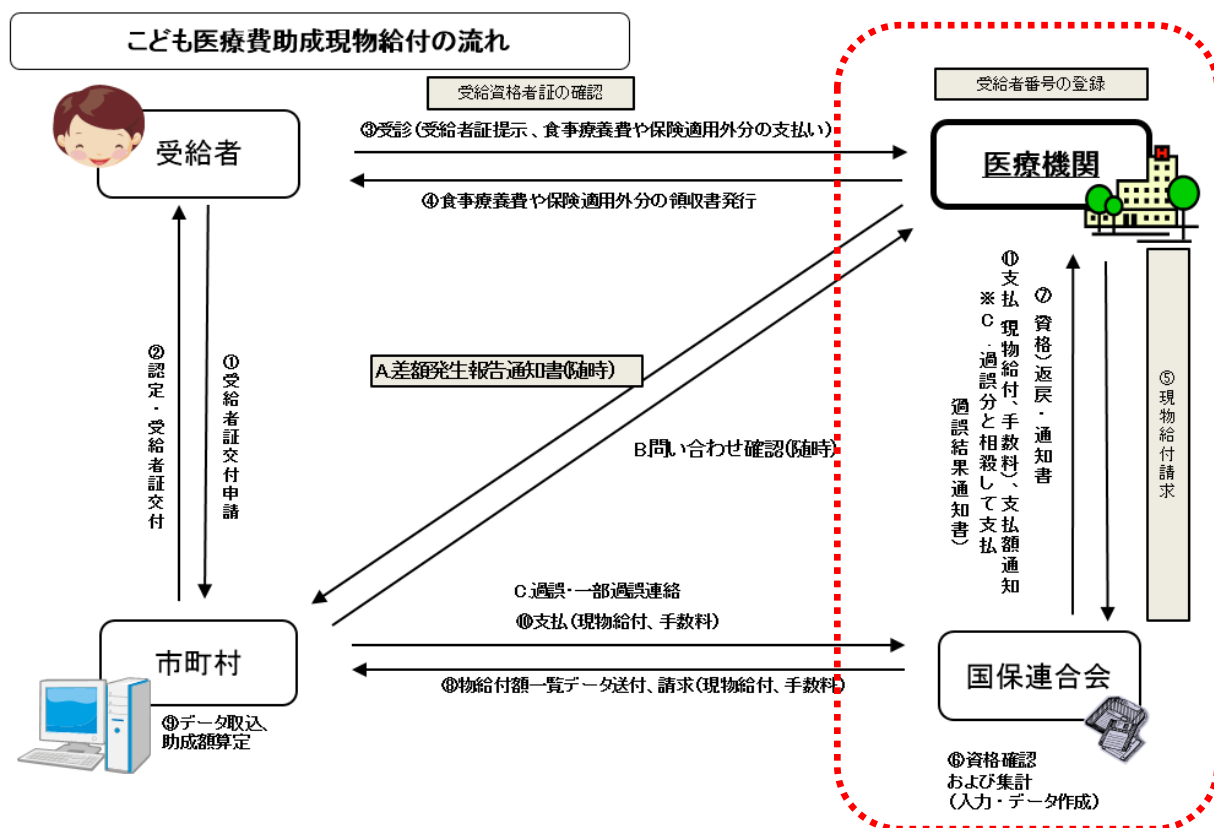 こども医療費助成現物給付の流れ
受給資格者証の確認
受給者番号の登録
③受診(受給者証提示、食事療養費や保険適用外分の支払い)
受給者
医療機関
H
④食事療養費や保険適用外分の領収書発行
②認定・受給者証交付
①受給者証交付申請
A.差額発生報告通知書(随時)
B.問い合わせ確認(随時)
⑪支払(現物給付、手数料)、支払額通知
※C.過誤分と相殺して支払
過誤結果通知書)
⑦(資格)返戻・通知書
⑤現物給付請求
C.過誤・一部過誤連絡
⑩支払(現物給付、手数料)
市町村
国保連合会
⑧物給付額一覧データ送付、請求(現物給付、手数料)
⑨データ取込、
助成額算定
⑥資格確認
および集計
(入力・データ作成)